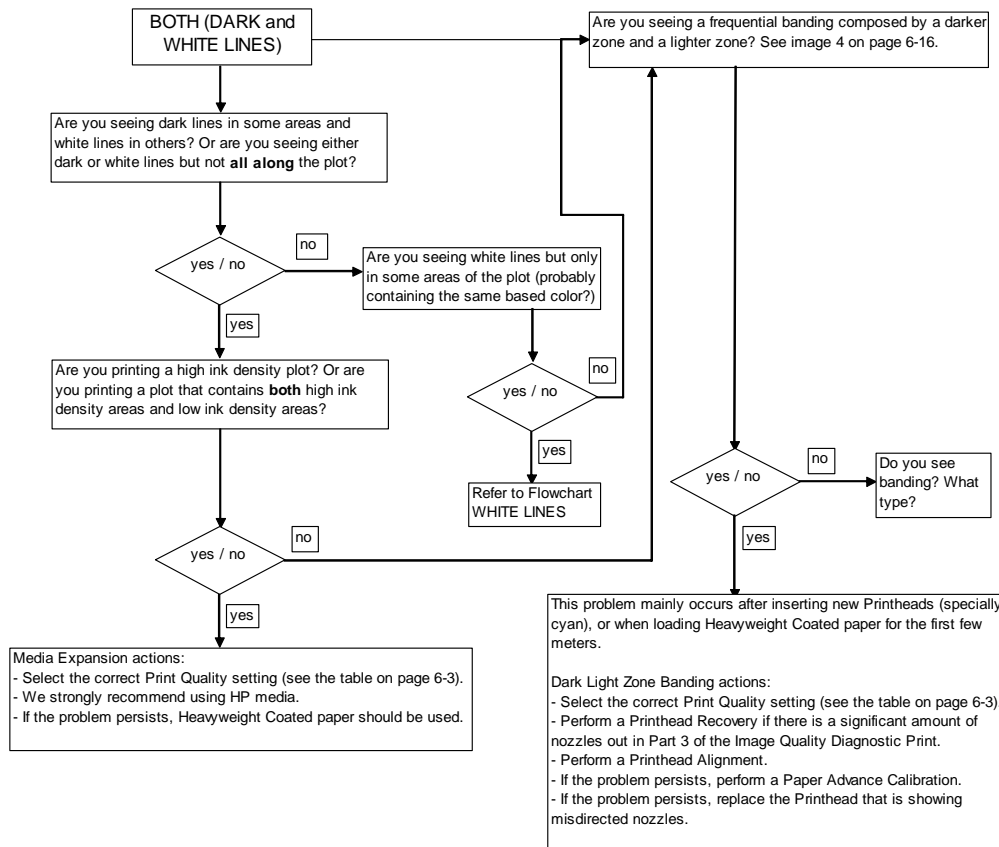 BOTH (DARK and
WHITE LINES)
Are you seeing a frequential banding composed by a darker
zone and a lighter zone? See image 4 on page 6-16.
Are you seeing dark lines in some areas and
white lines in others? Or are you seeing either
dark or white lines but not all along the plot?
yes / no
no
Are you seeing white lines but only
in some areas of the plot (probably
containing the same based color?)
yes
Are you printing a high ink density plot? Or are
you printing a plot that contains both high ink
density areas and low ink density areas?
yes / no
no
yes
Refer to Flowchart
WHITE LINES
yes / no
no
Do you see
banding? What
type?
yes
yes / no
no
yes
Media Expansion actions:
- Select the correct Print Quality setting (see the table on page 6-3).
- We strongly recommend using HP media.
- If the problem persists, Heavyweight Coated paper should be used.
This problem mainly occurs after inserting new Printheads (specially
cyan), or when loading Heavyweight Coated paper for the first few
meters.
Dark Light Zone Banding actions:
- Select the correct Print Quality setting (see the table on page 6-3).
- Perform a Printhead Recovery if there is a significant amount of
nozzles out in Part 3 of the Image Quality Diagnostic Print.
- Perform a Printhead Alignment.
- If the problem persists, perform a Paper Advance Calibration.
- If the problem persists, replace the Printhead that is showing
misdirected nozzles.